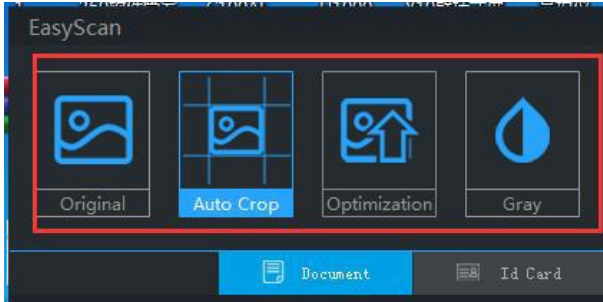 EasyScan
Original
Auto Crop
Optimization
Gray
Document
Id Card